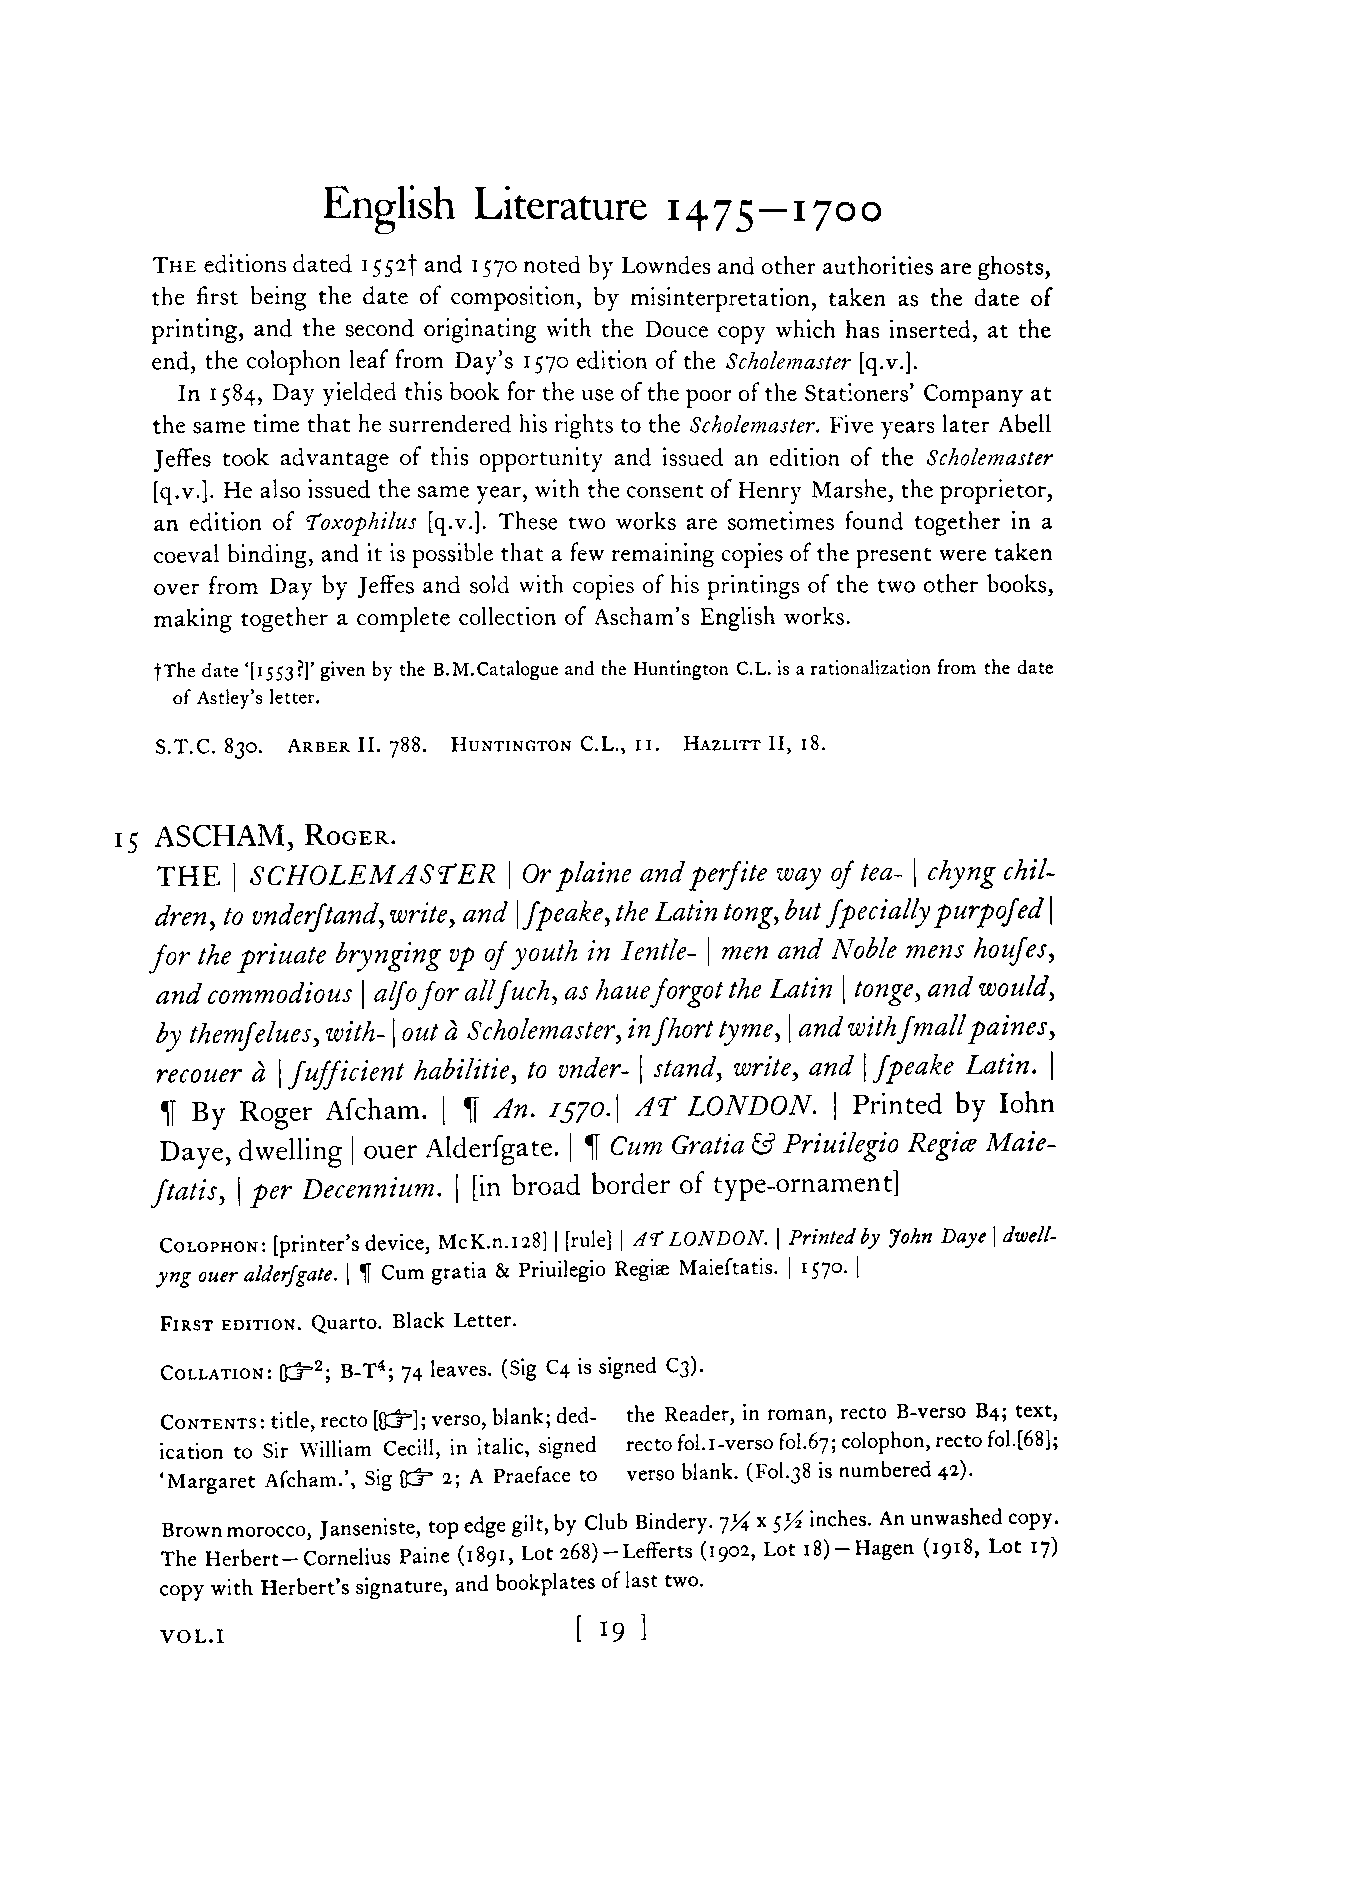 English Literature 1475—1700
THE editions dated 1552† and 1570 noted by Lowndes and other authorities are ghosts,
the first being the date of composition, by misinterpretation, taken as the date of
printing, and the second originating with the Douce copy which has inserted, at the
end, the colophon leaf from Day's 1570 edition of the Scholemaster [q.v.].
In 1584, Day yielded this book for the use of the poor of the Stationers' Company at
the same time that he surrendered his rights to the Scholemaster. Five years later Abell
Jeffes took advantage of this opportunity and issued an edition of the Scholemaster
[q.v.]. He also issued the same year, with the consent of Henry Marshe, the proprietor,
an edition of Toxophilus [q.v.]. These two works are sometimes found together in a
coeval binding, and it is possible that a few remaining copies of the present were taken
over from Day by Jeffes and sold with copies of his printings of the two other books,
making together a complete collection of Ascham's English works.
†The date '[1553?]' given by the B.M.Catalogue and the Huntington C.L. is a rationalization from the date
of Astley's letter.
S.T.C. 830. ARBER II. 788. HUNTINGTON C.L., 11. HAZLITT II, 18.
15 ASCHAM, ROGER.
THE | SCHOLEMASTER | Or plaine and perfite way of tea- | chyng chil-
dren, to vnderſtand, write, and | ſpeake, the Latin tong, but ſpecially purpoſed |
for the priuate brynging vp of youth in Ientle- | men and Noble mens houſes,
and commodious | alſo for all ſuch, as haue forgot the Latin | tonge, and would,
by themſelues, with- | out à Scholemaster, in ſhort tyme, | and with ſmall paines,
recouer à | ſufficient habilitie, to vnder- | stand, write, and | ſpeake Latin. |
¶ By Roger Aſcham. | ¶ An. 1570. | AT LONDON. | Printed by Iohn
Daye, dwelling | ouer Alderſgate. | ¶ Cum Gratia & Priuilegio Regiæ Maie-
ſtatis, | per Decennium. | [in broad border of type-ornament]
COLOPHON: [printer's device, McK.n.128] | [rule] | AT LONDON. | Printed by John Daye | dwell-
yng ouer alderſgate. | ¶ Cum gratia & Priuilegio Regiæ Maieſtatis. | 1570. |
FIRST EDITION. Quarto. Black Letter.
COLLATION: [☞²; B-T⁴; 74 leaves. (Sig C4 is signed C3).
CONTENTS: title, recto [☞]; verso, blank; ded-
ication to Sir William Cecill, in italic, signed
'Margaret Aſcham.', Sig ☞ 2; A Praeface to
the Reader, in roman, recto B-verso B4; text,
recto fol.1-verso fol.67; colophon, recto fol.[68];
verso blank. (Fol.38 is numbered 42).
Brown morocco, Janseniste, top edge gilt, by Club Bindery. 7¼ x 5½ inches. An unwashed copy.
The Herbert—Cornelius Paine (1891, Lot 268)—Lefferts (1902, Lot 18)—Hagen (1918, Lot 17)
copy with Herbert's signature, and bookplates of last two.
VOL.I [ 19 ]